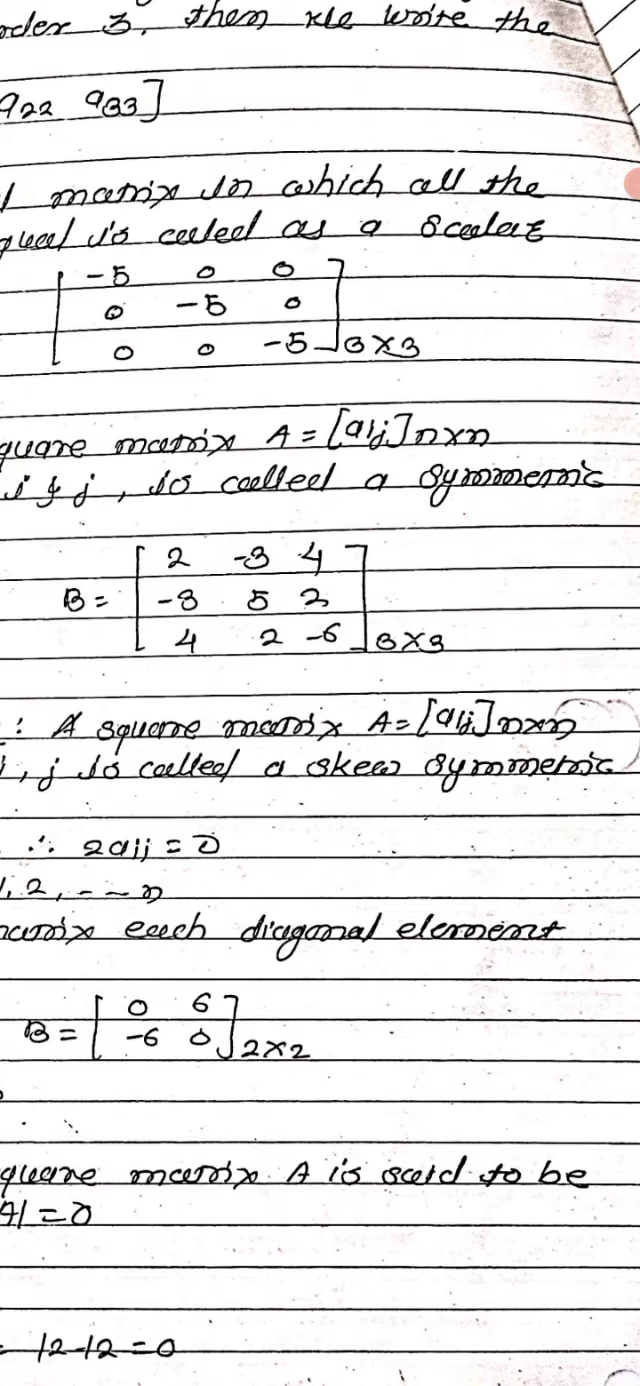 order 3, then we write the
a22 a33]
l matrix in which all the
qual is called as a Scalar
[-5 0 0
0 -5 0
0 0 -5]3×3
quare matrix A = [aij]n×n
i & j, is called a symmetric
B = [2 -3 4
-3 5 2
4 2 -6]3×3
: A square matrix A = [aij]n×n
i, j is called a skew symmetric
∴ 2aij = 0
1, 2, --- n
matrix each diagonal element
B = [0 6
-6 0]2×2
quare matrix A is said to be
A| = 0
= 12-12 = 0